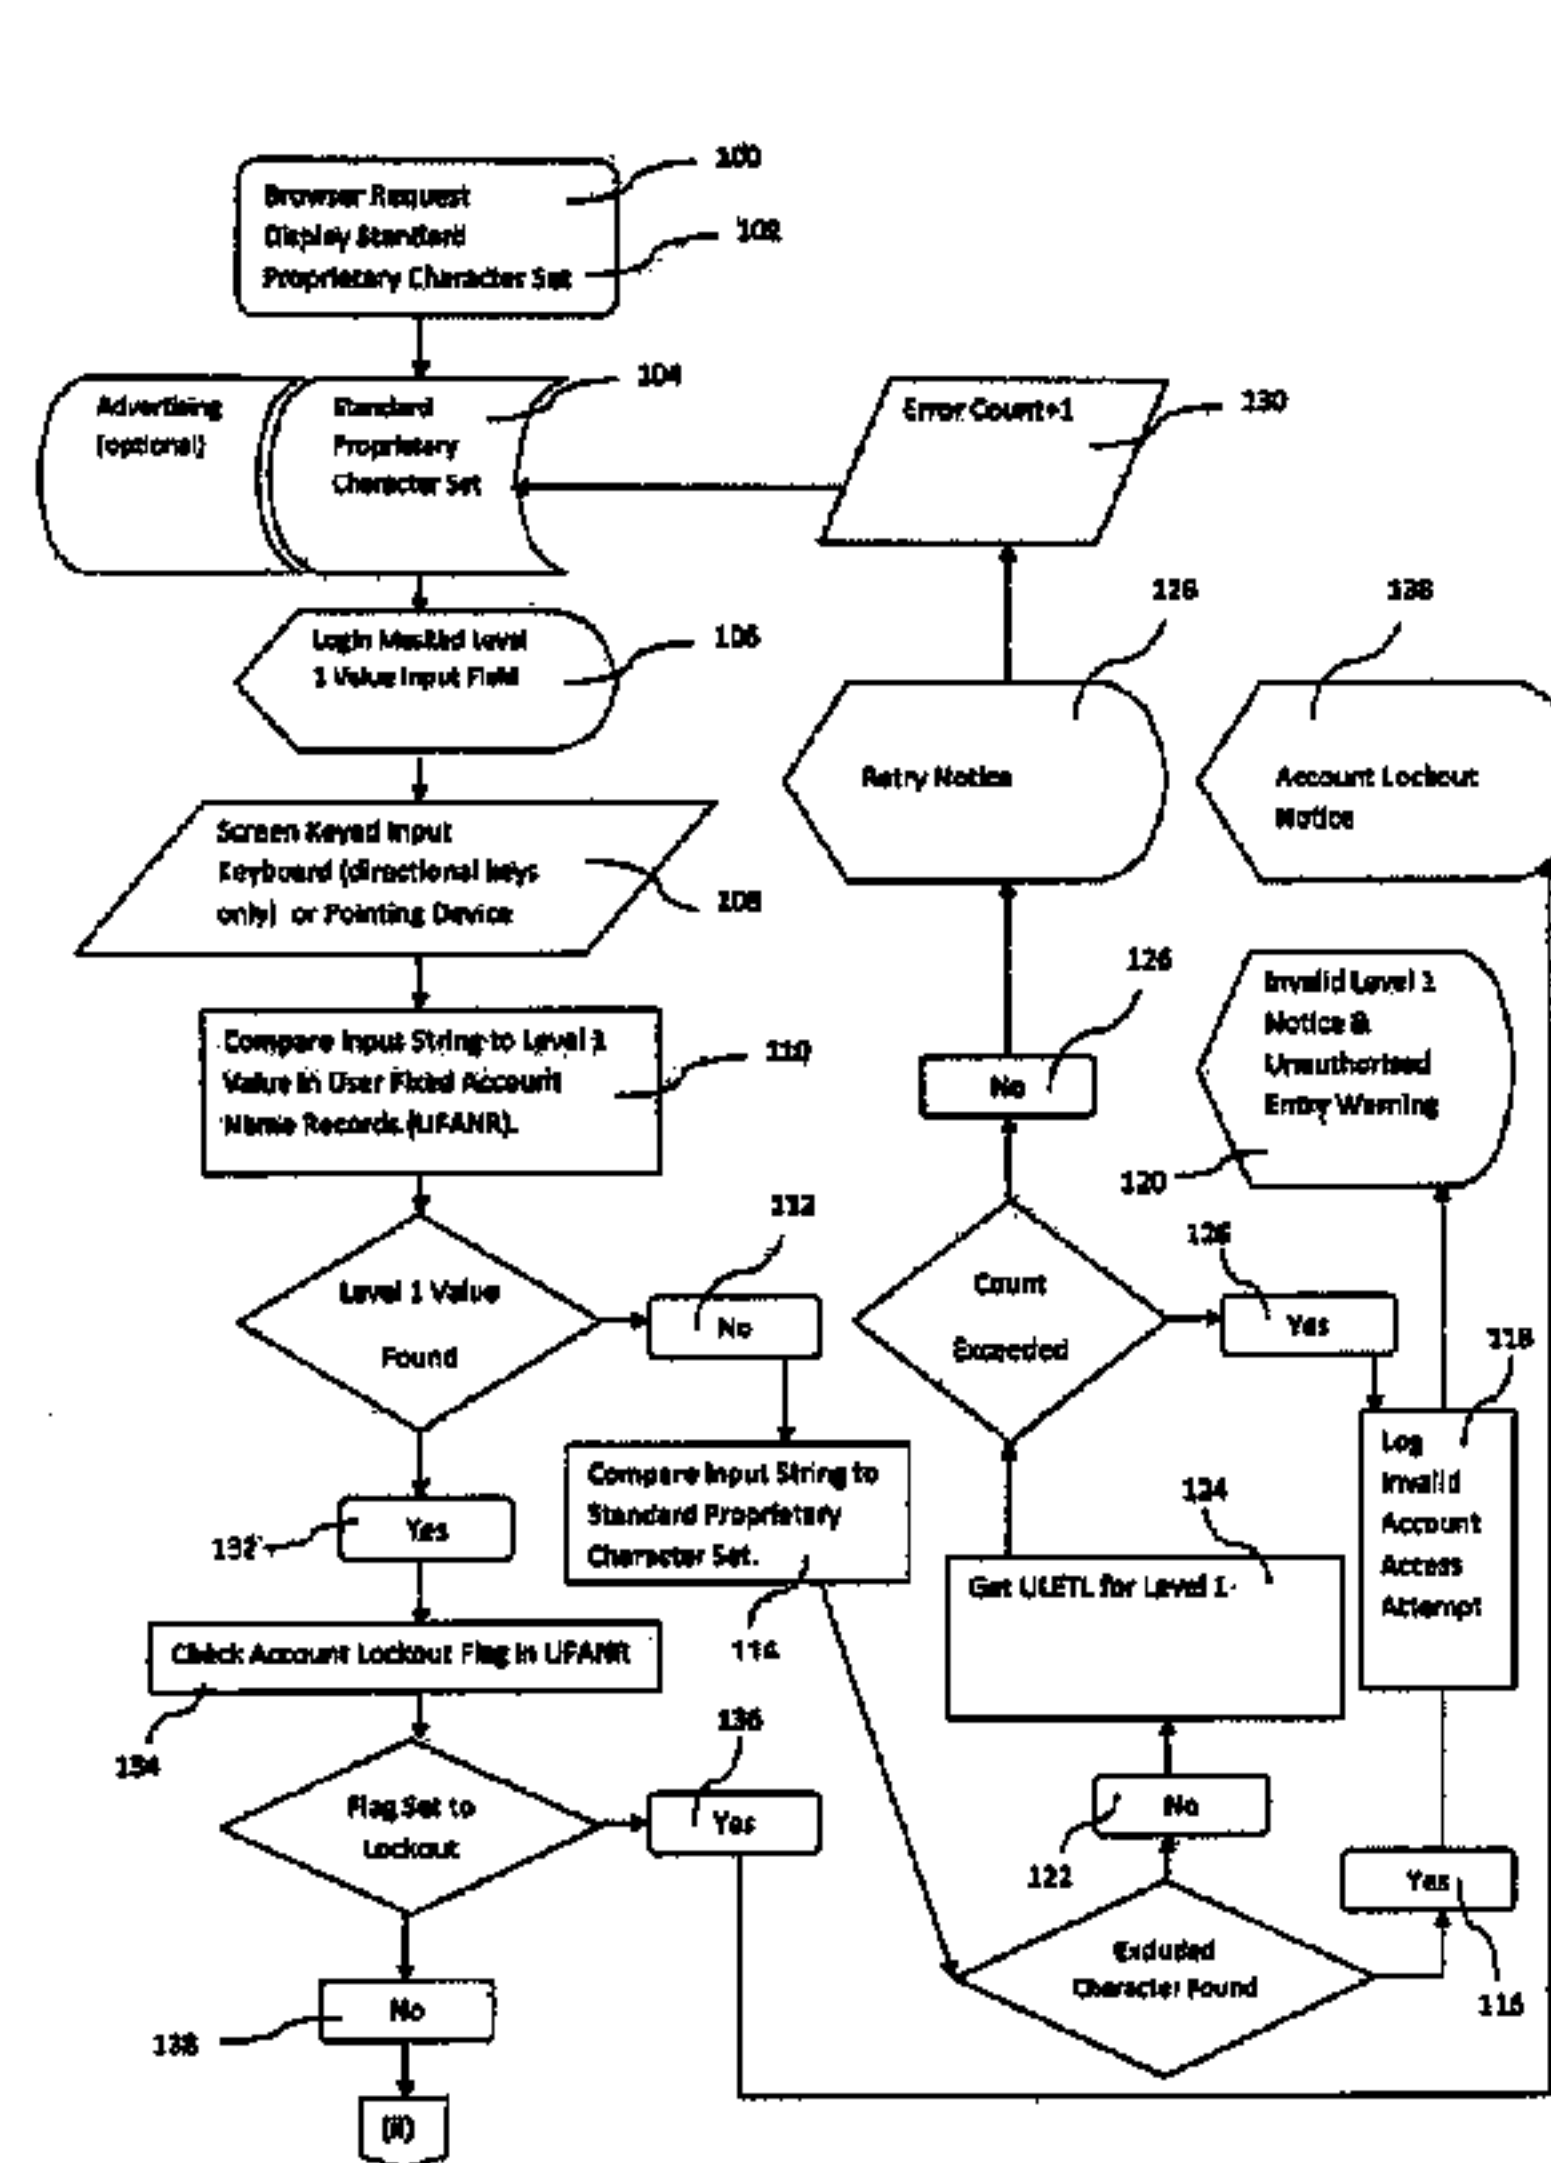 100
Browser Request
Display Standard
102
Proprietary Character Set
104
Advertising
(optional)
Standard
Proprietary
Character Set
Error Count+1
130
Login Masked Level
1 Value Input Field
106
128
138
Retry Notice
Account Lockout
Notice
Screen Keyed Input
Keyboard (directional keys
only) or Pointing Device
108
126
Invalid Level 1
Notice &
Unauthorised
Entry Warning
120
Compare Input String to Level 1
Value in User Fixed Account
Name Records (UFANR).
110
No
112
126
Level 1 Value
Found
No
Count
Exceeded
Yes
118
Log
Invalid
Account
Access
Attempt
Compare Input String to
Standard Proprietary
Character Set.
114
124
Get ULETL for Level 1
Yes
132
Check Account Lockout Flag in UFANR
134
136
Flag Set to
Lockout
Yes
No
122
Yes
116
Excluded
Character Found
No
138
(ii)